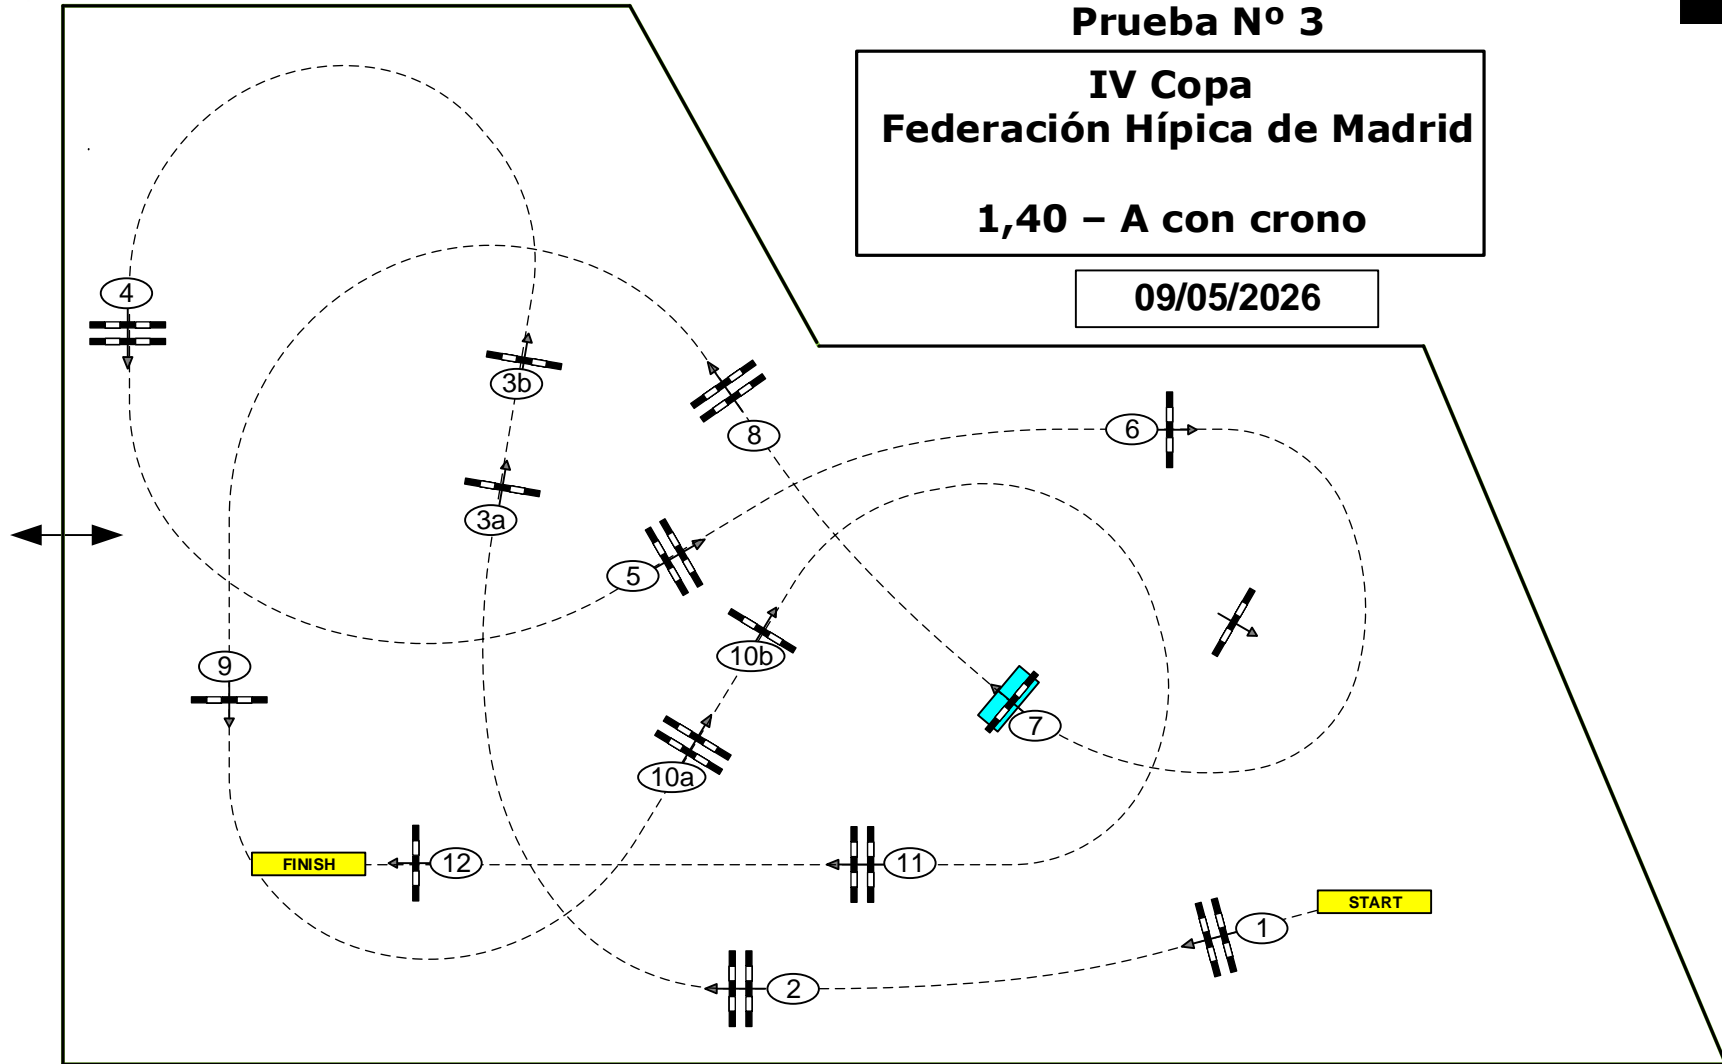 Prueba Nº 3
IV Copa
Federación Hípica de Madrid
1,40 – A con crono
09/05/2026
4
3b
8
6
3a
5
10b
9
7
10a
FINISH
12
11
START
1
2